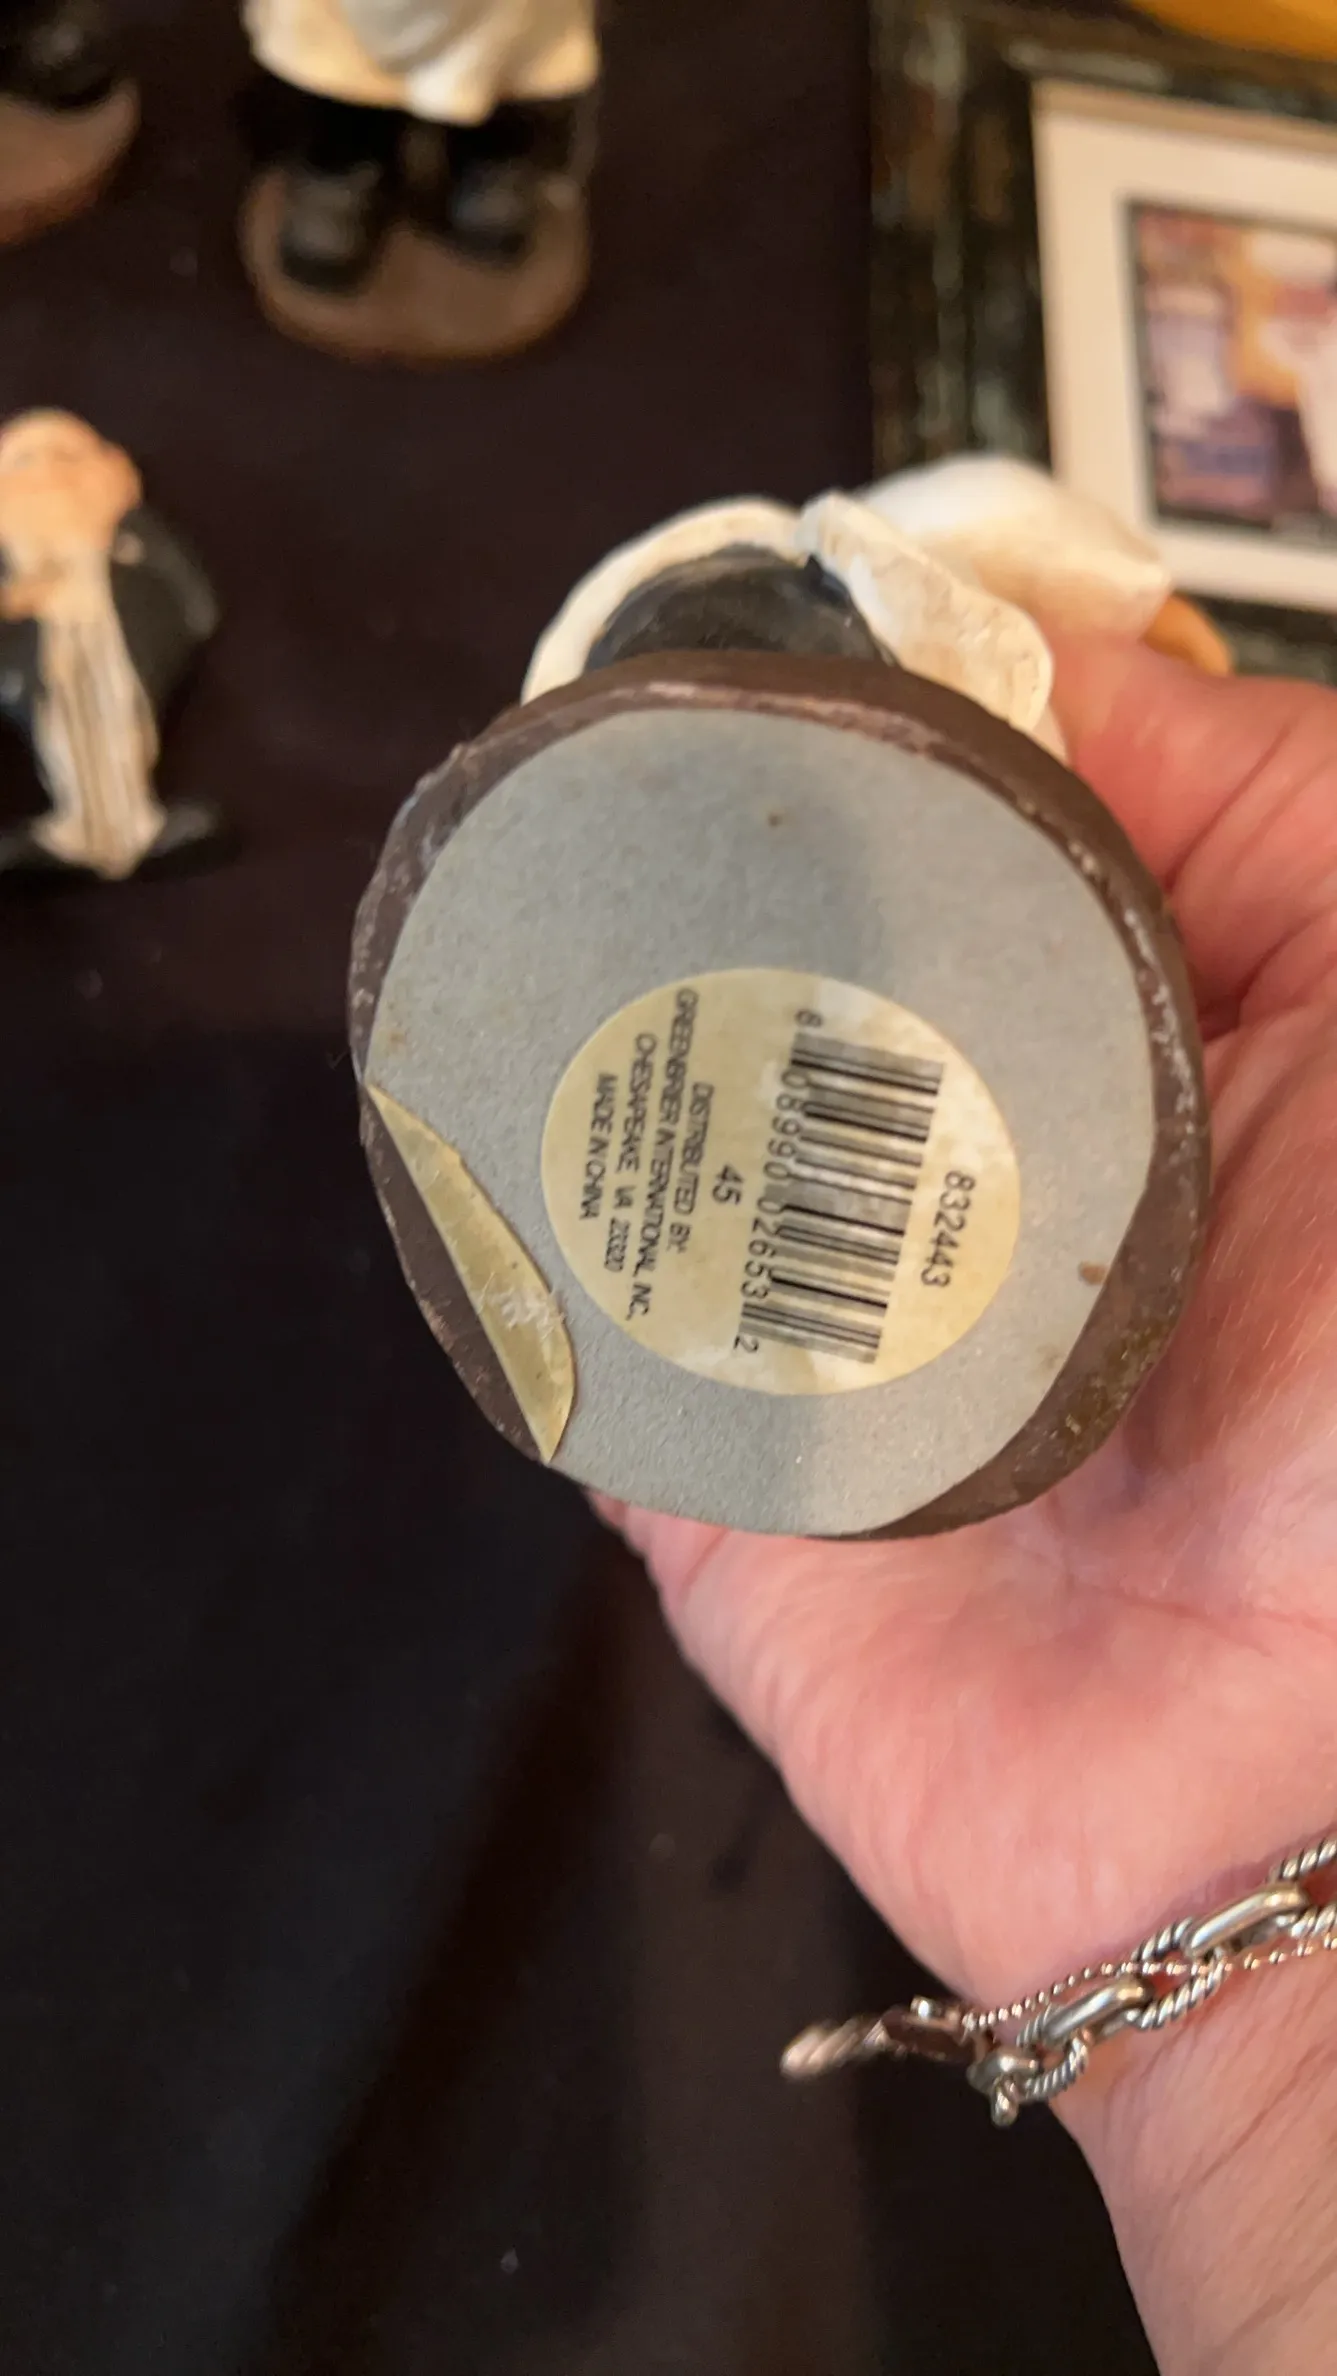 832443
8 08990 02653 2
45
DISTRIBUTED BY:
GREENBRIER INTERNATIONAL, INC.,
CHESAPEAKE, VA 23320
MADE IN CHINA